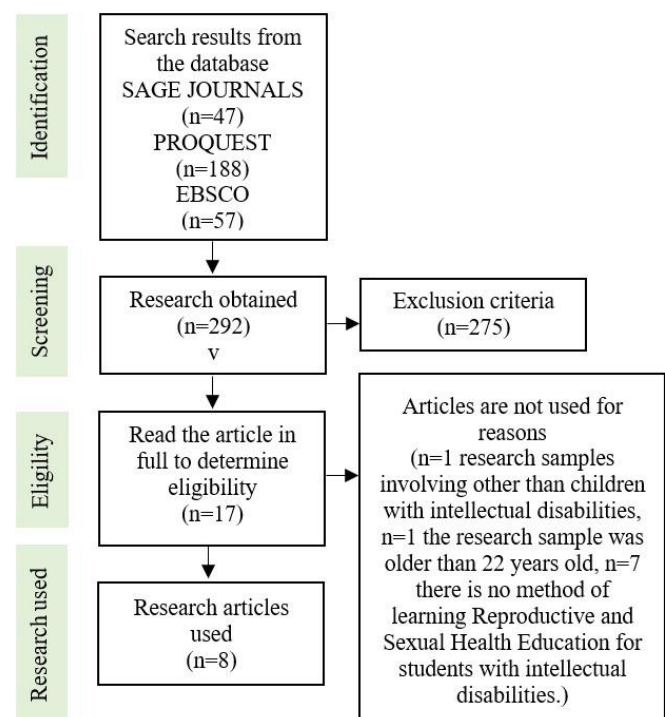 Identification
Search results from
the database
SAGE JOURNALS
(n=47)
PROQUEST
(n=188)
EBSCO
(n=57)
Screening
Research obtained
(n=292)
v
Exclusion criteria
(n=275)
Eligility
Read the article in
full to determine
eligibility
(n=17)
Articles are not used for
reasons
(n=1 research samples
involving other than children
with intellectual disabilities,
n=1 the research sample was
older than 22 years old, n=7
there is no method of
learning Reproductive and
Sexual Health Education for
students with intellectual
disabilities.)
Research used
Research articles
used
(n=8)